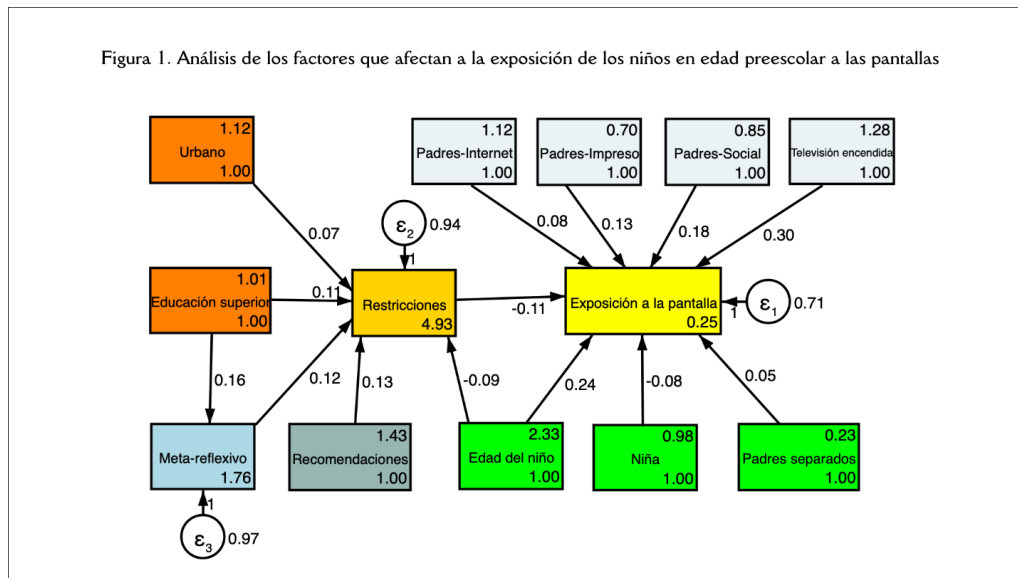 Figura 1. Análisis de los factores que afectan a la exposición de los niños en edad preescolar a las pantallas
1.12
Urbano
1.00
1.12
Padres-Internet
1.00
0.70
Padres-Impreso
1.00
0.85
Padres-Social
1.00
1.28
Televisión encendida
1.00
0.07
ε2
0.94
1
0.08
0.13
0.18
0.30
1.01
Educación superior
1.00
0.11
Restricciones
4.93
-0.11
Exposición a la pantalla
0.25
1
ε1
0.71
0.16
0.12
0.13
-0.09
0.24
-0.08
0.05
Meta-reflexivo
1.76
1.43
Recomendaciones
1.00
2.33
Edad del niño
1.00
0.98
Niña
1.00
0.23
Padres separados
1.00
1
ε3
0.97